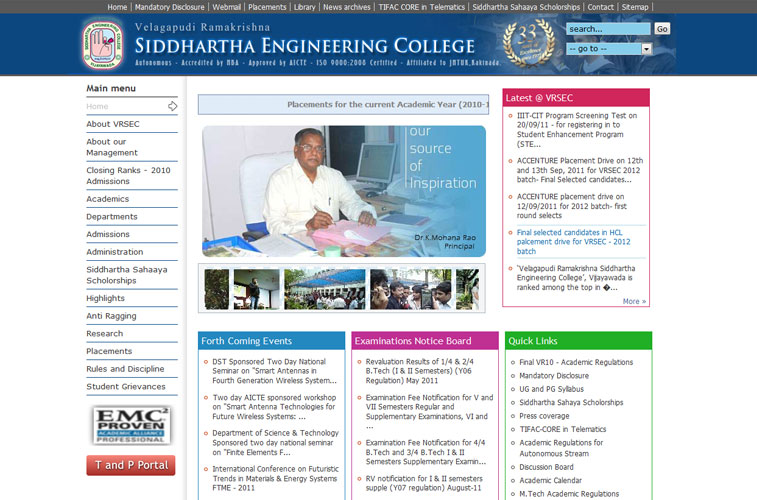 Home | Mandatory Disclosure | Webmail | Placements | Library | News archives | TIFAC CORE in Telematics | Siddhartha Sahaaya Scholorships | Contact | Sitemap |
Velagapudi Ramakrishna
SIDDHARTHA ENGINEERING COLLEGE
Autonomous - Accredited by NBA - Approved by AICTE - ISO 9000:2008 Certified - Affiliated to JNTUK,Kakinada.
33
search...
Go
-- go to --
Main menu
Home
About VRSEC
About our
Management
Closing Ranks - 2010
Admissions
Academics
Departments
Admissions
Administration
Siddhartha Sahaaya
Scholorships
Highlights
Anti Ragging
Research
Placements
Rules and Discipline
Student Grievances
EMC²
PROVEN
ACADEMIC ALLIANCE
PROFESSIONAL
T and P Portal
Placements for the current Academic Year (2010-1
our
source
of
Inspiration
Dr.K.Mohana Rao
Principal
Latest @ VRSEC
IIIT-CIT Program Screening Test on
20/09/11 - for registering in to
Student Enhancement Program
(STE...
ACCENTURE Placement Drive on 12th
and 13th Sep, 2011 for VRSEC 2012
batch- Final Selected candidates...
ACCENTURE placement drive on
12/09/2011 for 2012 batch- first
round selects
Final selected candidates in HCL
palcement drive for VRSEC - 2012
batch
'Velagapudi Ramakrishna Siddhartha
Engineering College', Vijayawada is
ranked among the top in �...
More »
Forth Coming Events
DST Sponsored Two Day National
Seminar on "Smart Antennas in
Fourth Generation Wireless System...
Two day AICTE sponsored workshop
on "Smart Antenna Technologies for
Future Wireless Systems: ...
Department of Science & Technology
Sponsored two day national seminar
on "Finite Elements F...
International Conference on Futuristic
Trends in Materials & Energy Systems
FTME - 2011
Examinations Notice Board
Revaluation Results of 1/4 & 2/4
B.Tech (I & II Semesters) (Y06
Regulation) May 2011
Examination Fee Notification for V and
VII Semesters Regular and
Supplementary Examinations, VI and
...
Examination Fee Notification for 4/4
B.Tech and 3/4 B.Tech I & II
Semesters Supplementary Examin...
RV notification for I & II semesters
supple (Y07 regulation) August-11
Quick Links
Final VR10 - Academic Regulations
Mandatory Disclosure
UG and PG Syllabus
Siddhartha Sahaya Scholorships
Press coverage
TIFAC-CORE in Telematics
Academic Regulations for
Autonomous Stream
Discussion Board
Academic Calendar
M.Tech Academic Regulations